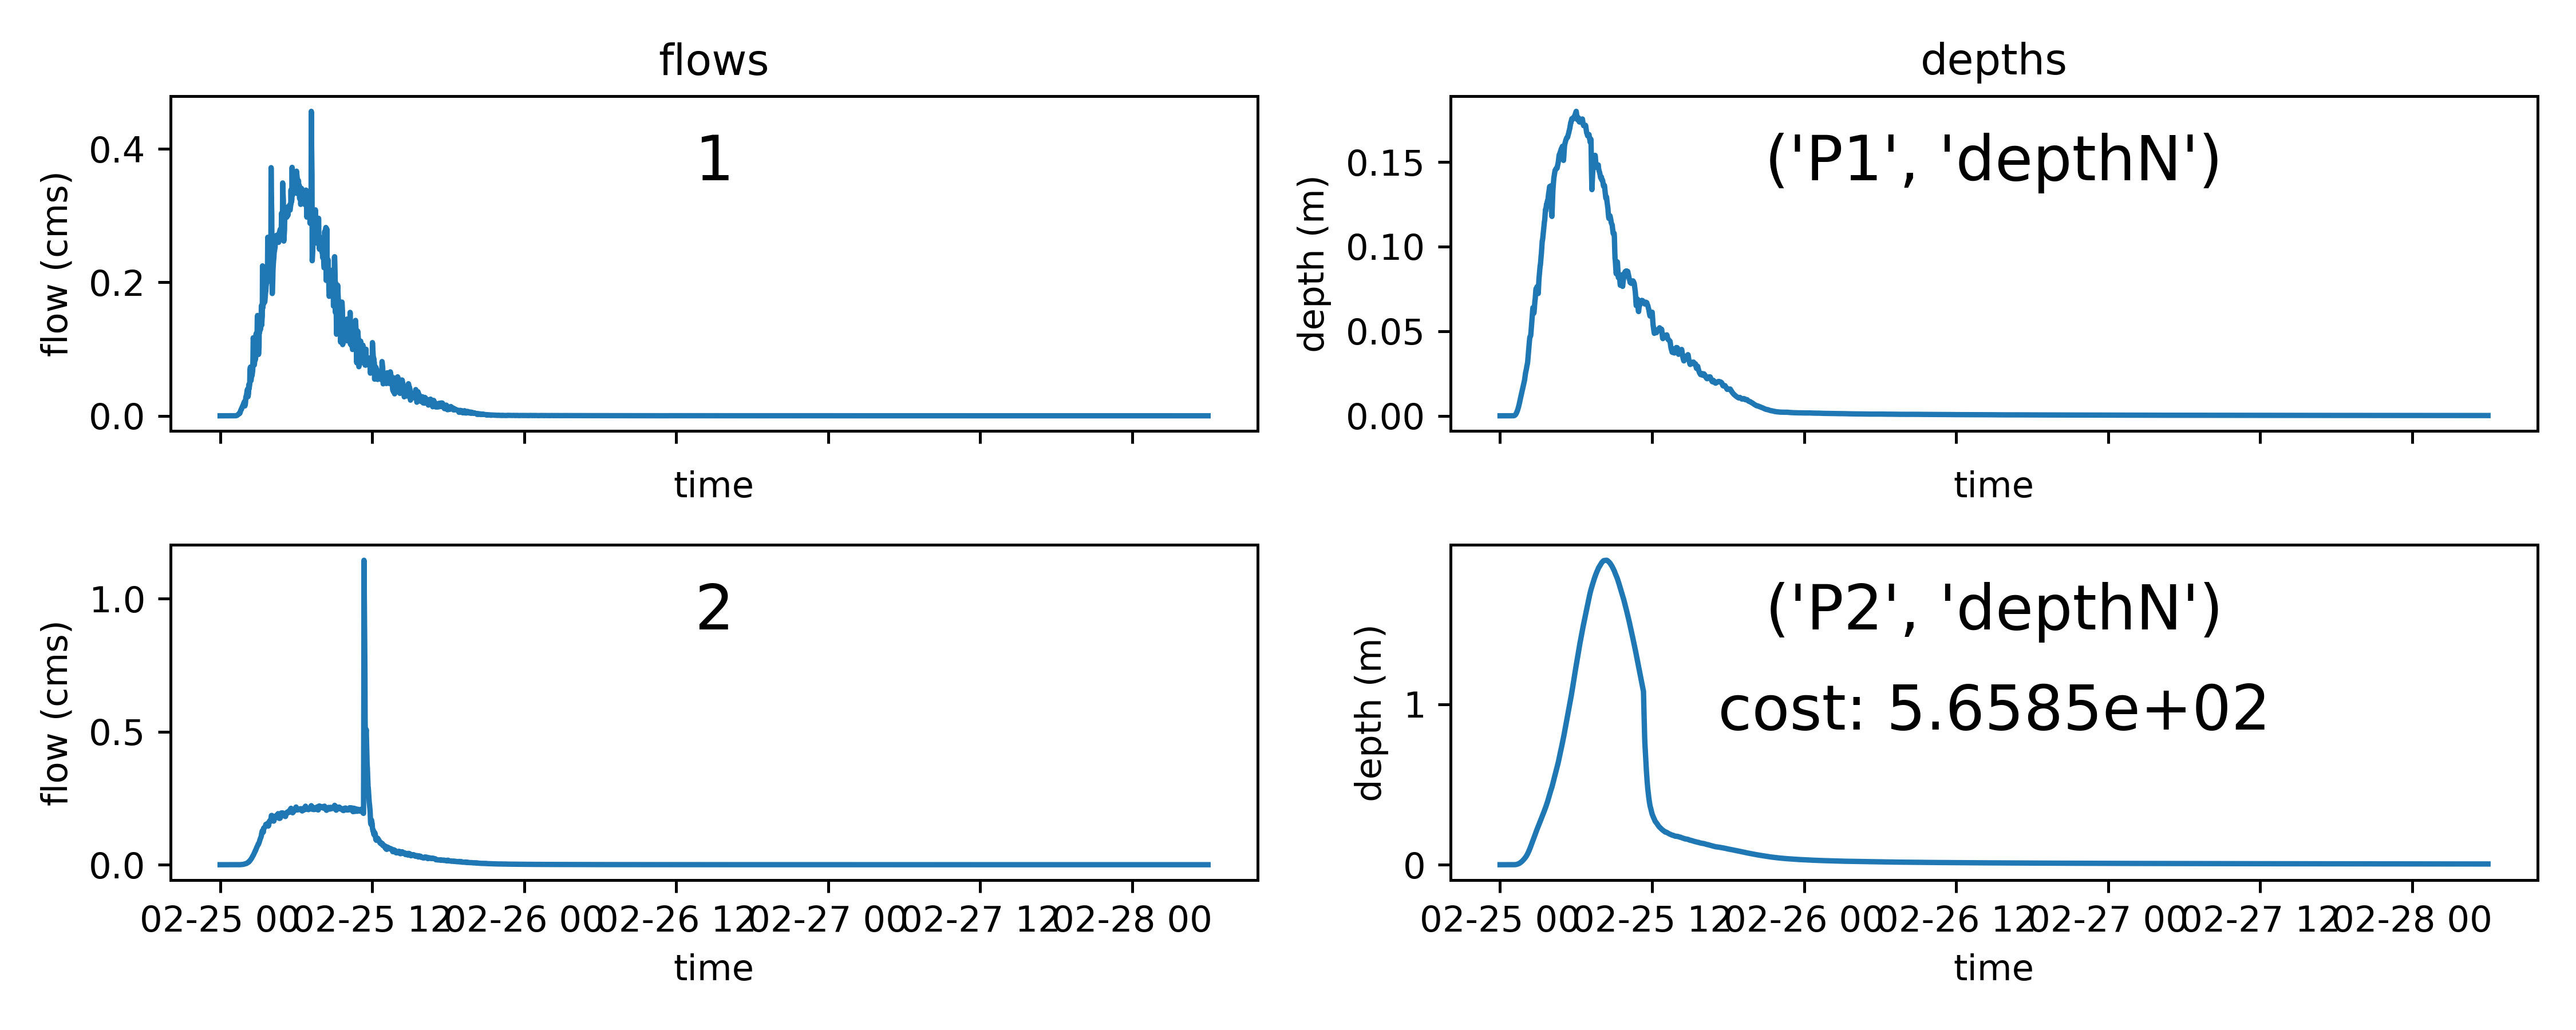 flows
flow (cms)
0.4
0.2
0.0
1
time
depths
depth (m)
0.15
0.10
0.05
0.00
('P1', 'depthN')
time
flow (cms)
1.0
0.5
0.0
2
02-25 00 02-25 12 02-26 00 02-26 12 02-27 00 02-27 12 02-28 00
time
depth (m)
1
0
('P2', 'depthN')
cost: 5.6585e+02
02-25 00 02-25 12 02-26 00 02-26 12 02-27 00 02-27 12 02-28 00
time